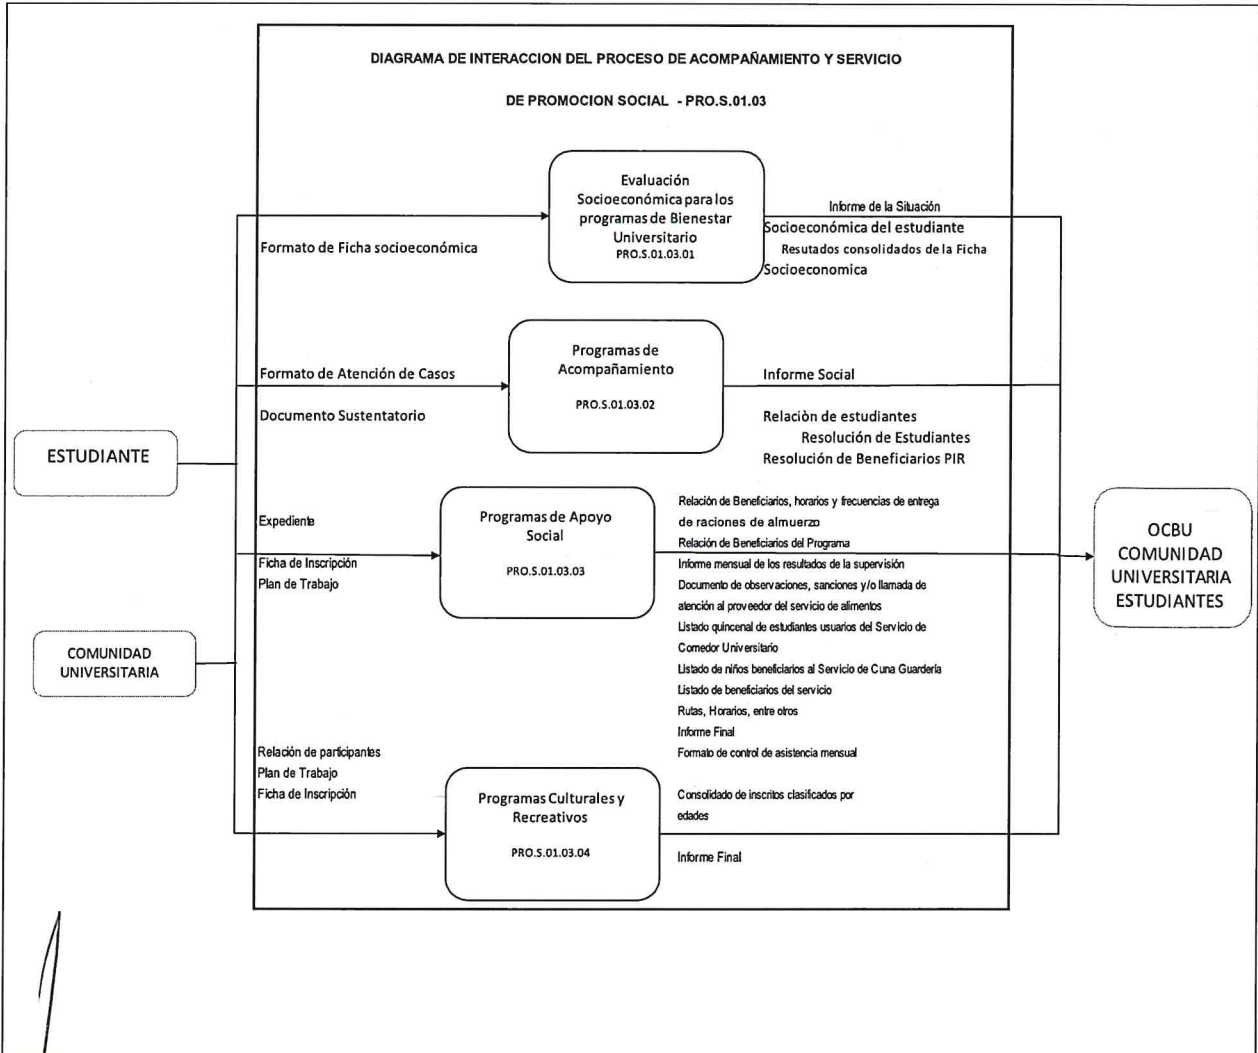 DIAGRAMA DE INTERACCION DEL PROCESO DE ACOMPAÑAMIENTO Y SERVICIO
DE PROMOCION SOCIAL - PRO.S.01.03
Evaluación
Socioeconómica para los
programas de Bienestar
Universitario
PRO.S.01.03.01
Formato de Ficha socioeconómica
Informe de la Situación
Socioeconómica del estudiante
Resutados consolidados de la Ficha
Socioeconomica
Formato de Atención de Casos
Documento Sustentatorio
Programas de
Acompañamiento
PRO.S.01.03.02
Informe Social
Relaciòn de estudiantes
Resolución de Estudiantes
Resolución de Beneficiarios PIR
ESTUDIANTE
COMUNIDAD
UNIVERSITARIA
Expediente
Ficha de Inscripción
Plan de Trabajo
Programas de Apoyo
Social
PRO.S.01.03.03
Relación de Beneficiarios, horarios y frecuencias de entrega
de raciones de almuerzo
Relación de Beneficiarios del Programa
Informe mensual de los resultados de la supervisión
Documento de observaciones, sanciones y/o llamada de
atención al proveedor del servicio de alimentos
Listado quincenal de estudiantes usuarios del Servicio de
Comedor Universitario
Listado de niños beneficiarios al Servicio de Cuna Guardería
Listado de beneficiarios del servicio
Rutas, Horarios, entre otros
Informe Final
Formato de control de asistencia mensual
OCBU
COMUNIDAD
UNIVERSITARIA
ESTUDIANTES
Relación de participantes
Plan de Trabajo
Ficha de Inscripción
Programas Culturales y
Recreativos
PRO.S.01.03.04
Consolidado de inscritos clasificados por
edades
Informe Final